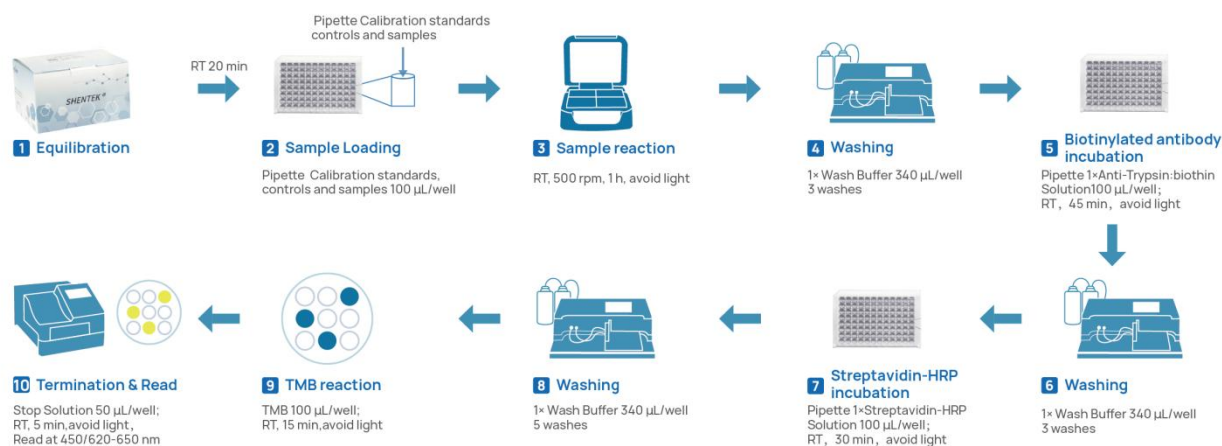 Pipette Calibration standards
controls and samples
RT 20 min
SHENTEK®
1 Equilibration
2 Sample Loading
Pipette Calibration standards,
controls and samples 100 μL/well
3 Sample reaction
RT, 500 rpm, 1 h, avoid light
4 Washing
1× Wash Buffer 340 μL/well
3 washes
5 Biotinylated antibody
incubation
Pipette 1×Anti-Trypsin:biothin
Solution100 μL/well;
RT, 45 min, avoid light
6 Washing
1× Wash Buffer 340 μL/well
3 washes
7 Streptavidin-HRP
incubation
Pipette 1×Streptavidin-HRP
Solution 100 μL/well;
RT, 30 min, avoid light
8 Washing
1× Wash Buffer 340 μL/well
5 washes
9 TMB reaction
TMB 100 μL/well;
RT, 15 min,avoid light
10 Termination & Read
Stop Solution 50 μL/well;
RT, 5 min,avoid light,
Read at 450/620-650 nm